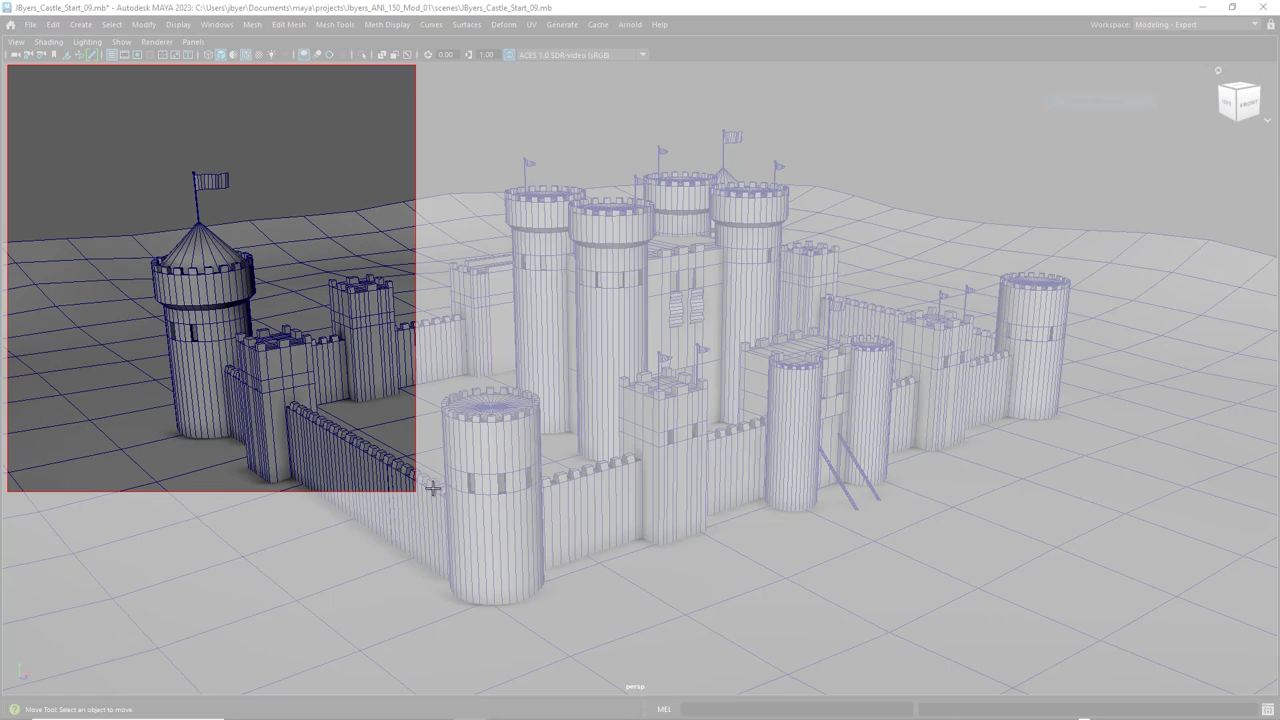 JByers_Castle_Start_09.mb* - Autodesk MAYA 2023: C:\Users\jbyer\Documents\maya\projects\Jbyers_ANI_150_Mod_01\scenes\JByers_Castle_Start_09.mb
File Edit Create Select Modify Display Windows Mesh Edit Mesh Mesh Tools Mesh Display Curves Surfaces Deform UV Generate Cache Arnold Help
Workspace: Modeling - Expert
View Shading Lighting Show Renderer Panels
0.00 1.00 ACES 1.0 SDR-video (sRGB)
FRONT
persp
Move Tool: Select an object to move.
MEL